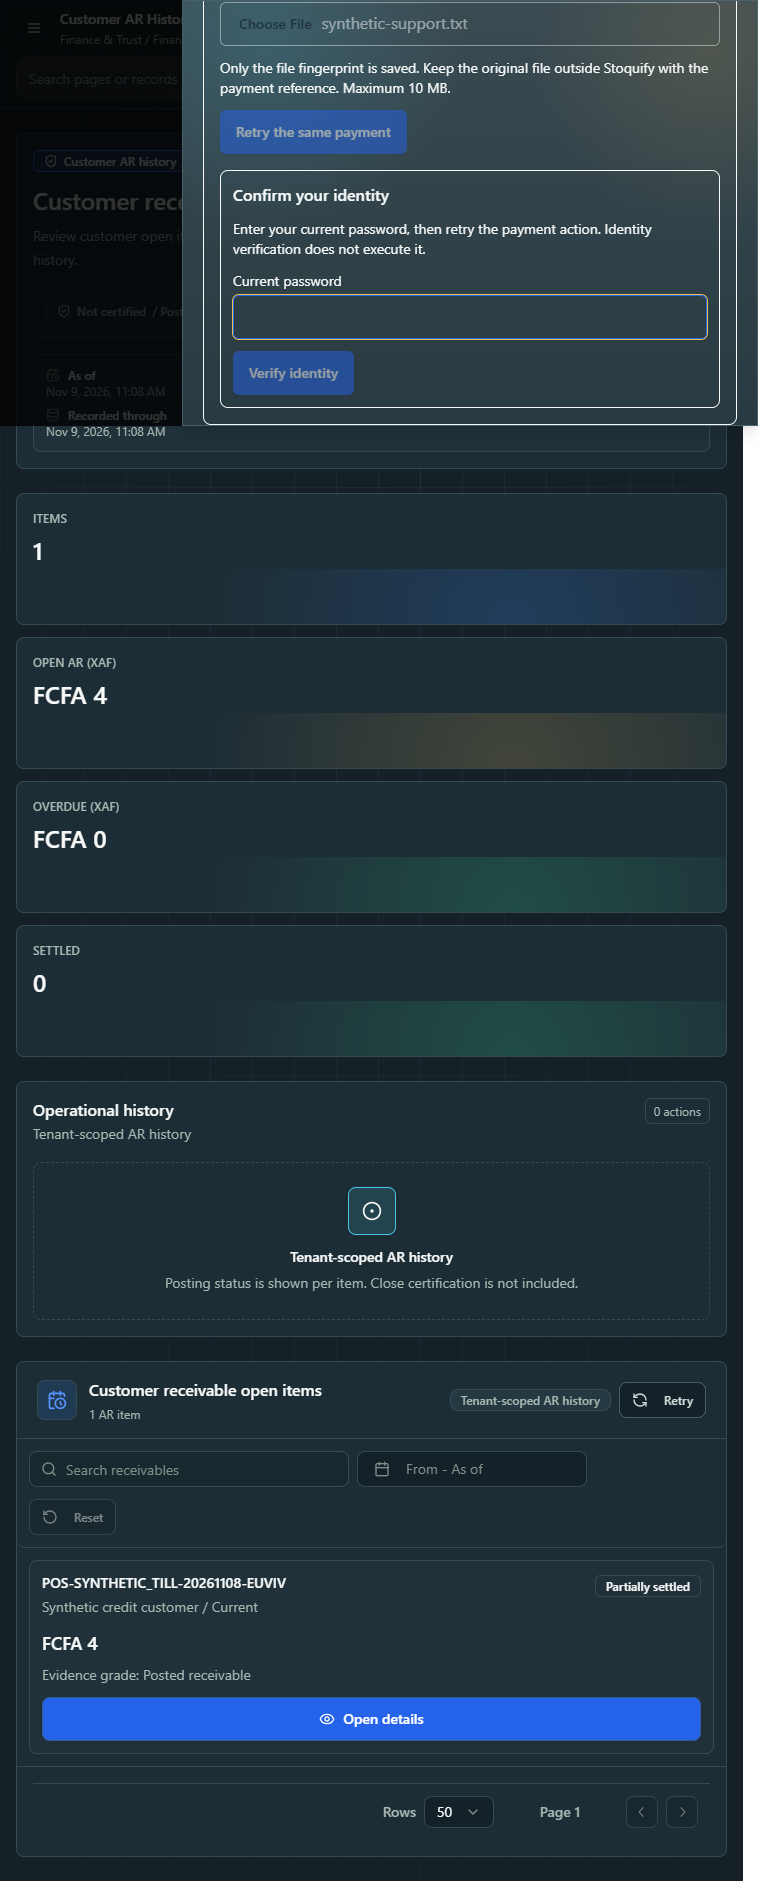 Customer AR Histo
Finance & Trust / Finan
Search pages or records
Customer AR history
Customer rece
Review customer open it
history.
Not certified / Post
As of
Nov 9, 2026, 11:08 AM
Recorded through
Nov 9, 2026, 11:08 AM
Choose File synthetic-support.txt
Only the file fingerprint is saved. Keep the original file outside Stoquify with the
payment reference. Maximum 10 MB.
Retry the same payment
Confirm your identity
Enter your current password, then retry the payment action. Identity
verification does not execute it.
Current password
Verify identity
ITEMS
1
OPEN AR (XAF)
FCFA 4
OVERDUE (XAF)
FCFA 0
SETTLED
0
Operational history
0 actions
Tenant-scoped AR history
Tenant-scoped AR history
Posting status is shown per item. Close certification is not included.
Customer receivable open items
1 AR item
Tenant-scoped AR history
Retry
Search receivables
From - As of
Reset
POS-SYNTHETIC_TILL-20261108-EUVIV
Partially settled
Synthetic credit customer / Current
FCFA 4
Evidence grade: Posted receivable
Open details
Rows 50 Page 1